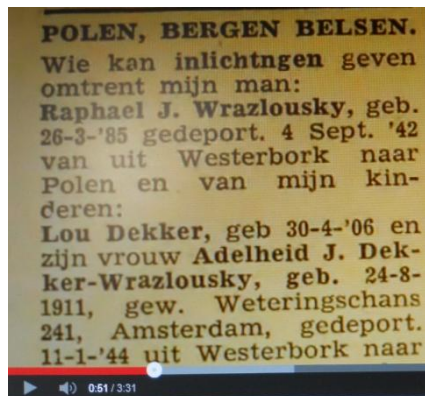 POLEN, BERGEN BELSEN.
Wie kan inlichtngen geven
omtrent mijn man:
Raphael J. Wrazlousky, geb.
26-3-'85 gedeport. 4 Sept. '42
van uit Westerbork naar
Polen en van mijn kin-
deren:
Lou Dekker, geb 30-4-'06 en
zijn vrouw Adelheid J. Dek-
ker-Wrazlousky, geb. 24-8-
1911, gew. Weteringschans
241, Amsterdam, gedeport.
11-1-'44 uit Westerbork naar
0:51 / 3:31